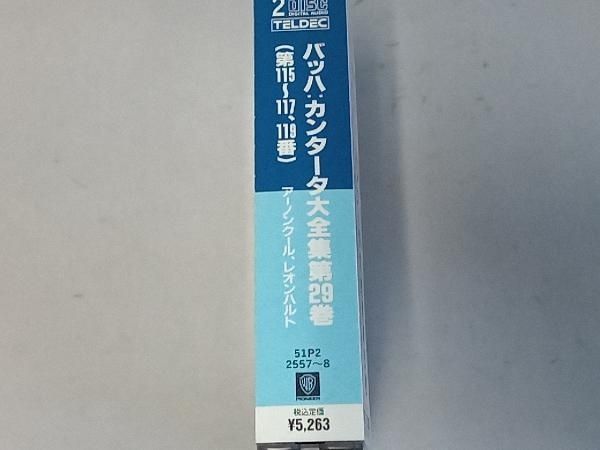 2 DISC
DIGITAL AUDIO
TELDEC
バッハ:カンタータ大全集第29巻
(第115〜117、119番)
アーノンクール、レオンハルト
51P2
2557〜8
WB
PIONEER
税込定価
¥5,263